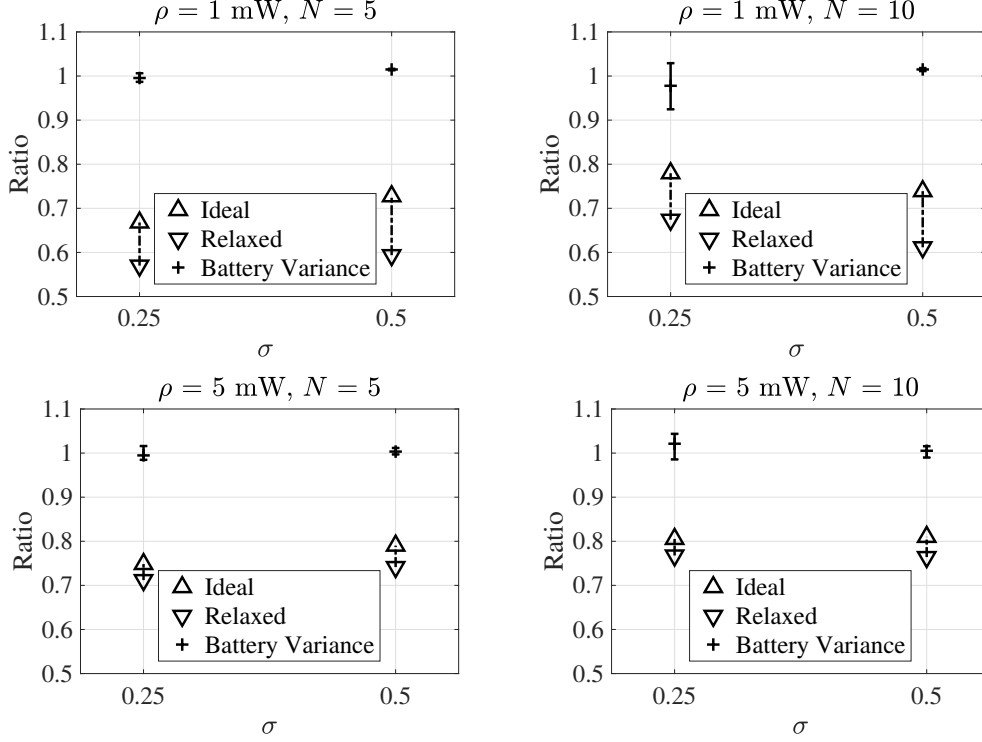 ρ = 1 mW, N = 5
1.1
1
0.9
0.8
0.7
0.6
0.5
Ratio
Ideal
Relaxed
Battery Variance
0.25
0.5
σ
ρ = 1 mW, N = 10
1.1
1
0.9
0.8
0.7
0.6
0.5
Ratio
Ideal
Relaxed
Battery Variance
0.25
0.5
σ
ρ = 5 mW, N = 5
1.1
1
0.9
0.8
0.7
0.6
0.5
Ratio
Ideal
Relaxed
Battery Variance
0.25
0.5
σ
ρ = 5 mW, N = 10
1.1
1
0.9
0.8
0.7
0.6
0.5
Ratio
Ideal
Relaxed
Battery Variance
0.25
0.5
σ